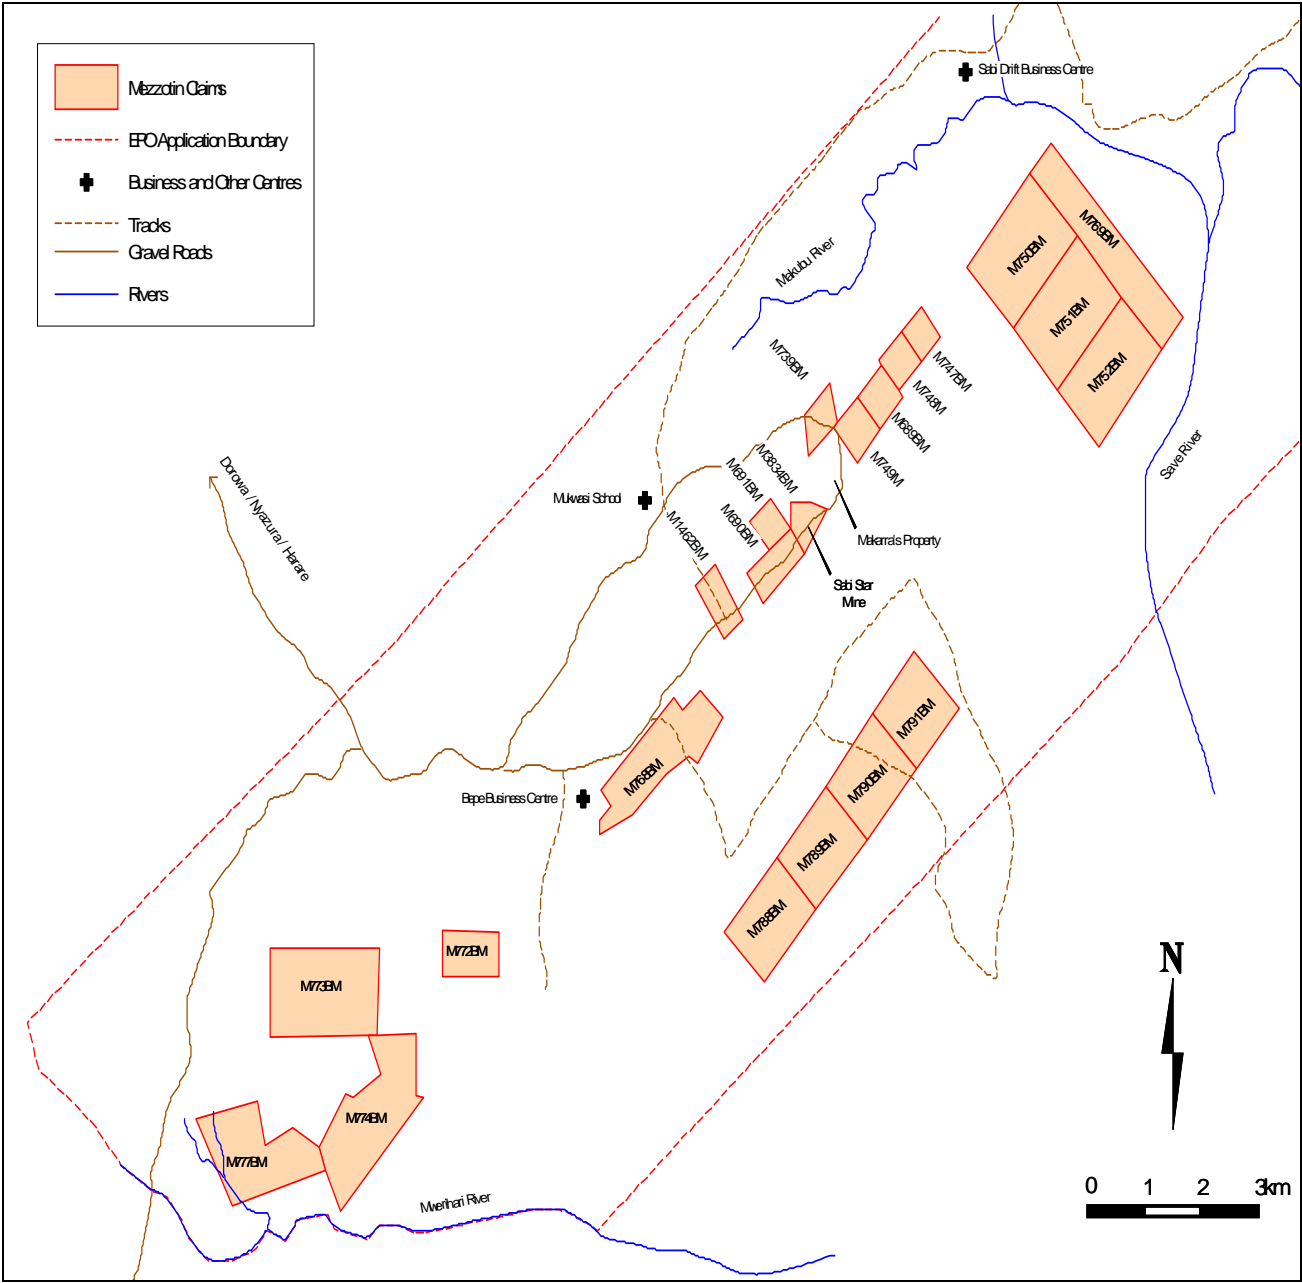 Mezzotin Claims
EPO Application Boundary
Business and Other Centres
Tracks
Gravel Roads
Rivers
Sabi Drift Business Centre
M769BM
M750BM
M751BM
M752BM
Makubu River
Save River
M739BM
M747BM
M748M
M689BM
M749M
M3834BM
M691BM
M690BM
M1462BM
Mukwasi School
Makarra's Property
Sabi Star
Mine
Dorowa / Nyazura / Harare
M791BM
M790BM
M789BM
M788BM
M768BM
Bepe Business Centre
M772BM
M773BM
M774BM
M777BM
Mwerihari River
N
0 1 2 3km